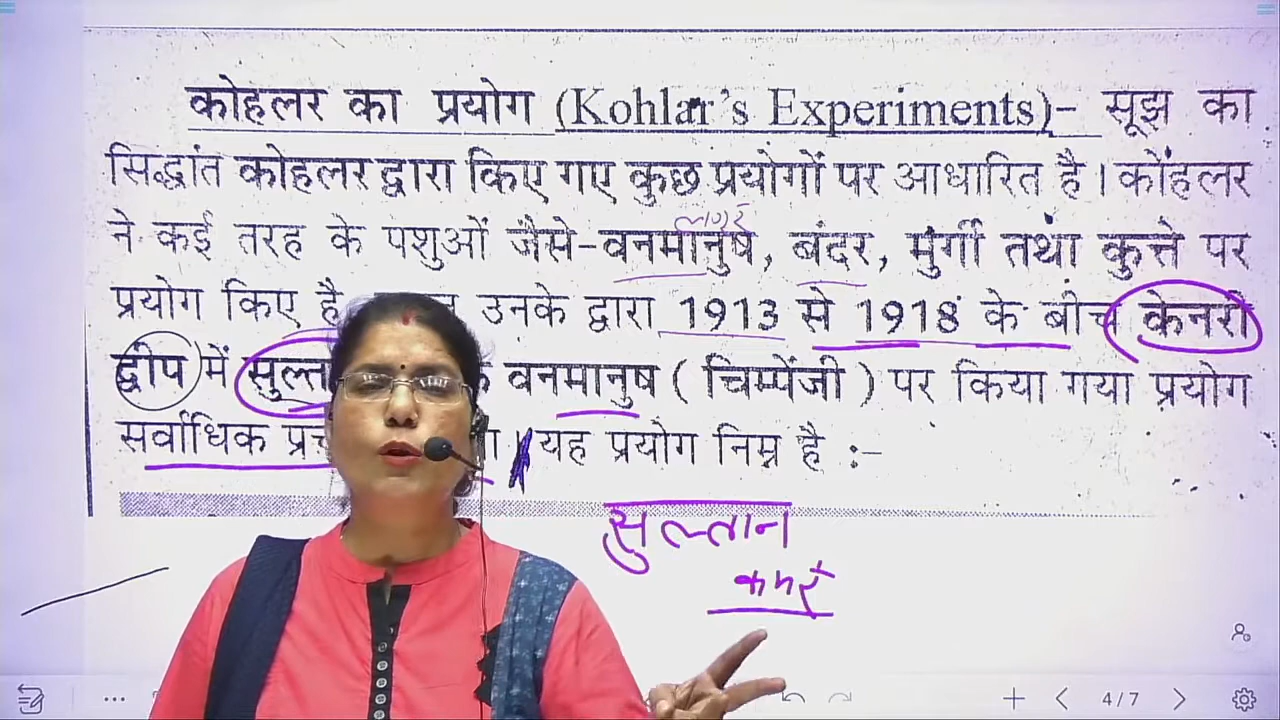 कोहलर का प्रयोग (Kohlar's Experiments)- सूझ का
सिद्धांत कोहलर द्वारा किए गए कुछ प्रयोगों पर आधारित है। कोंहलर
ने कई तरह के पशुओं जैसे-वनमानुष, बंदर, मुर्गी तथा कुत्ते पर
प्रयोग किए है उनके द्वारा 1913 से 1918 के बीच केनरी
द्वीप में वनमानुष ( चिम्पेंजी ) पर किया गया प्रयोग
सर्वाधिक यह प्रयोग निम्न है :-
सुल्तान
कमरे
4/7